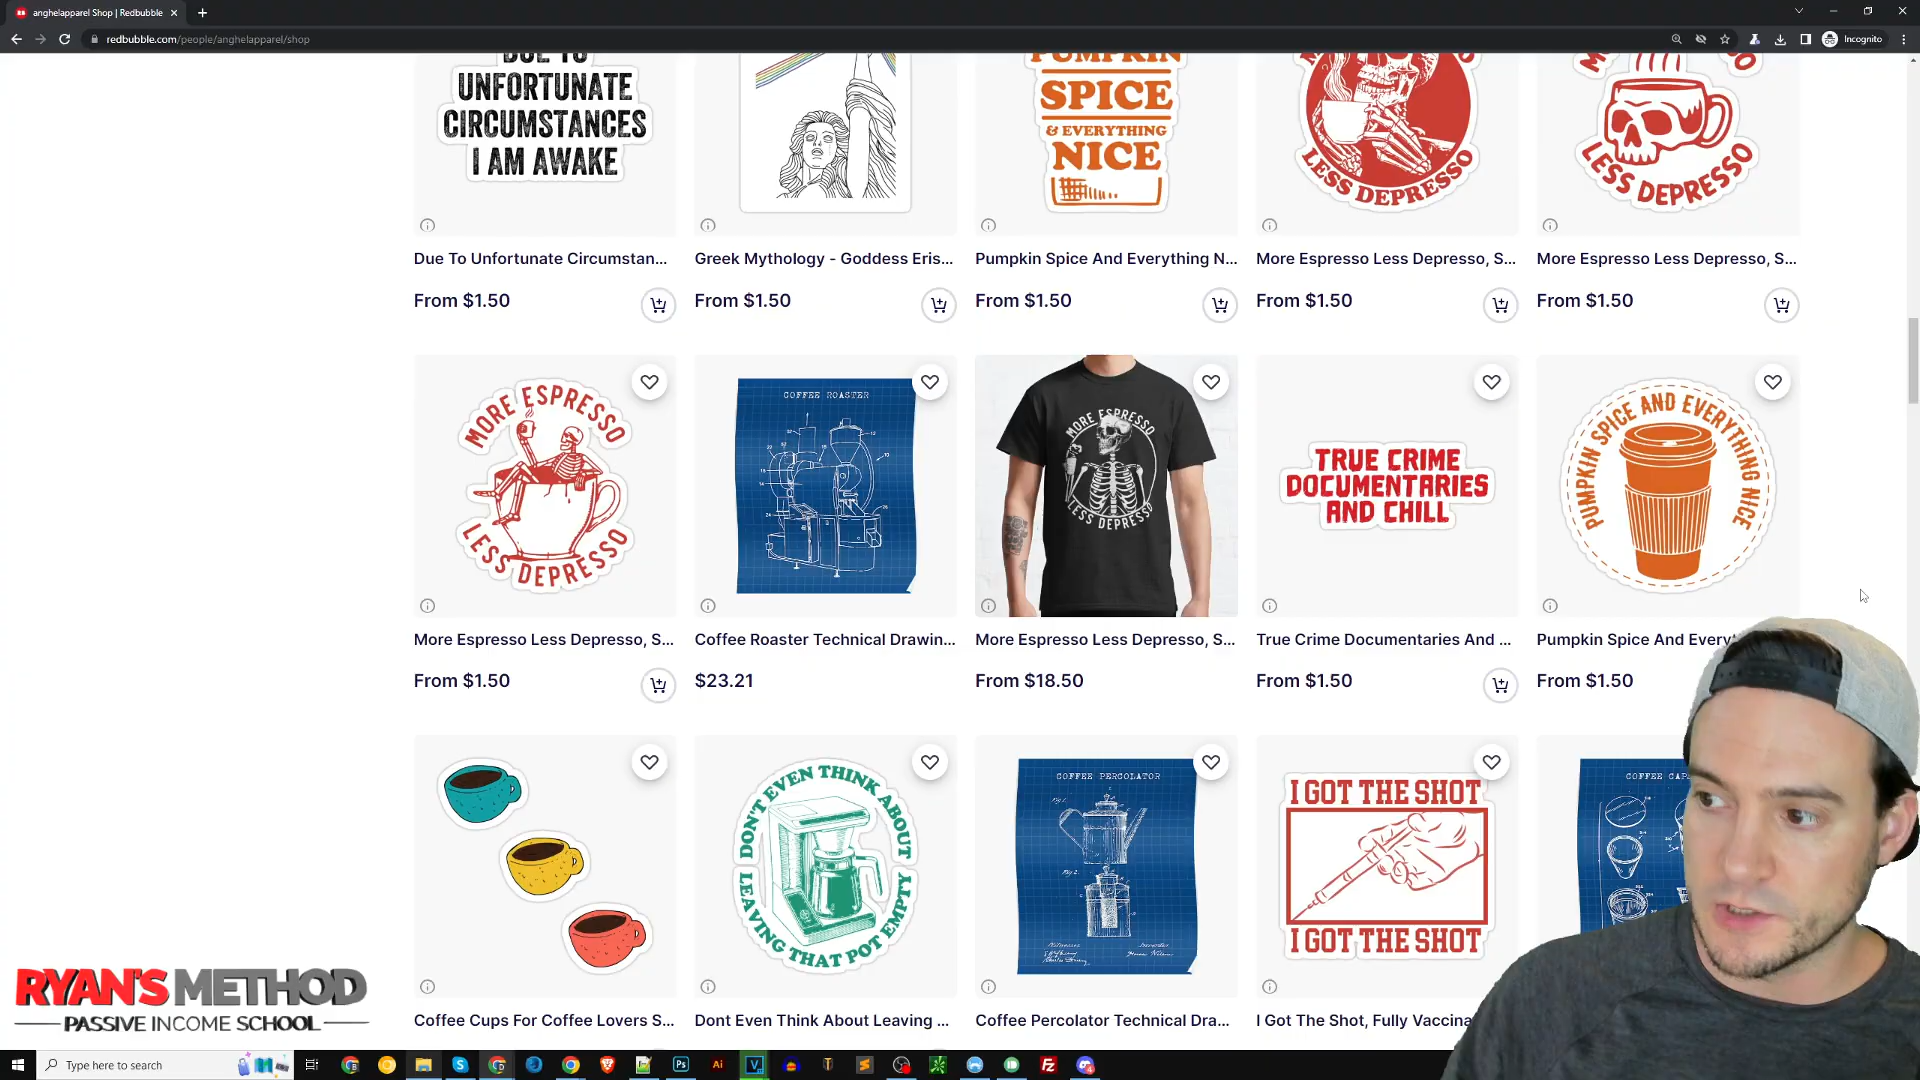 anghelapparel Shop | Redbubble
redbubble.com/people/anghelapparel/shop
Incognito
DUE TO
UNFORTUNATE
CIRCUMSTANCES
I AM AWAKE
PUMPKIN
SPICE
& EVERYTHING
NICE
LESS DEPRESSO
LESS DEPRESSO
Due To Unfortunate Circumstan...
Greek Mythology - Goddess Eris...
Pumpkin Spice And Everything N...
More Espresso Less Depresso, S...
More Espresso Less Depresso, S...
From $1.50
From $1.50
From $1.50
From $1.50
From $1.50
MORE ESPRESSO
LESS DEPRESSO
COFFEE ROASTER
MORE ESPRESSO
LESS DEPRESSO
TRUE CRIME
DOCUMENTARIES
AND CHILL
PUMPKIN SPICE AND EVERYTHING NICE
More Espresso Less Depresso, S...
Coffee Roaster Technical Drawin...
More Espresso Less Depresso, S...
True Crime Documentaries And ...
Pumpkin Spice And Every
From $1.50
$23.21
From $18.50
From $1.50
From $1.50
DON'T EVEN THINK ABOUT
LEAVING THAT POT EMPTY
COFFEE PERCOLATOR
Fig 1.
Fig 2.
I GOT THE SHOT
I GOT THE SHOT
COFFEE
Coffee Cups For Coffee Lovers S...
Dont Even Think About Leaving ...
Coffee Percolator Technical Dra...
I Got The Shot, Fully Vaccina
RYAN'S METHOD
PASSIVE INCOME SCHOOL
Type here to search